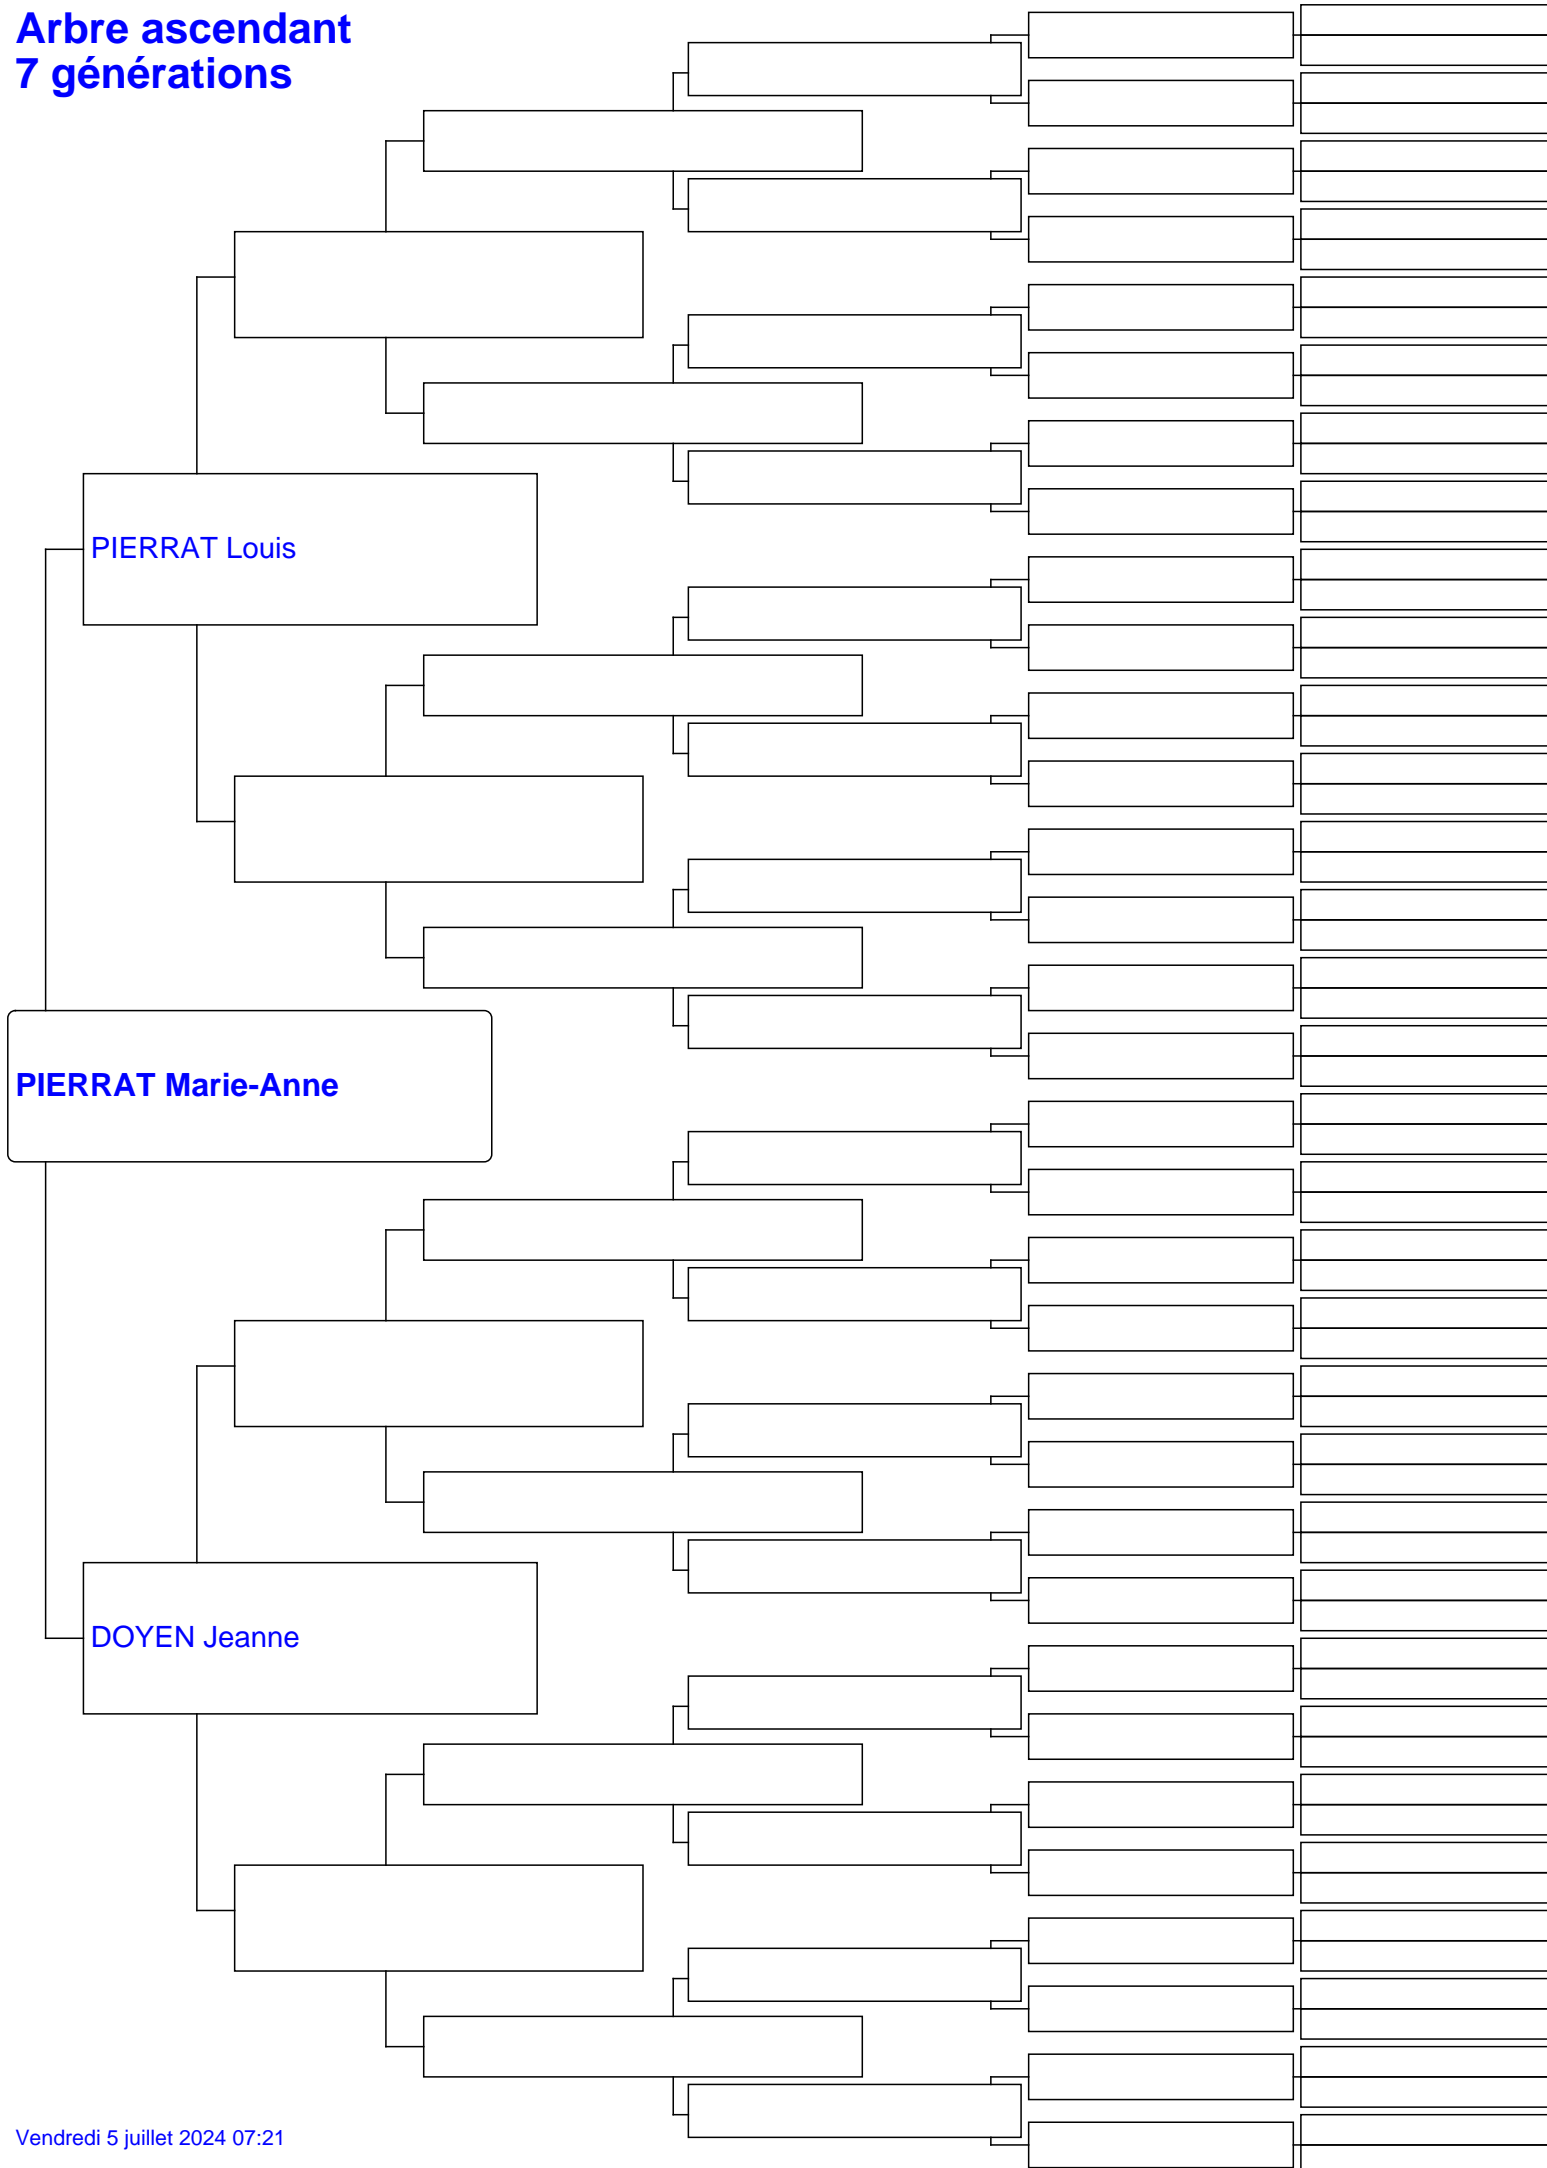 Arbre ascendant
7 générations
PIERRAT Louis
PIERRAT Marie-Anne
DOYEN Jeanne
Vendredi 5 juillet 2024 07:21